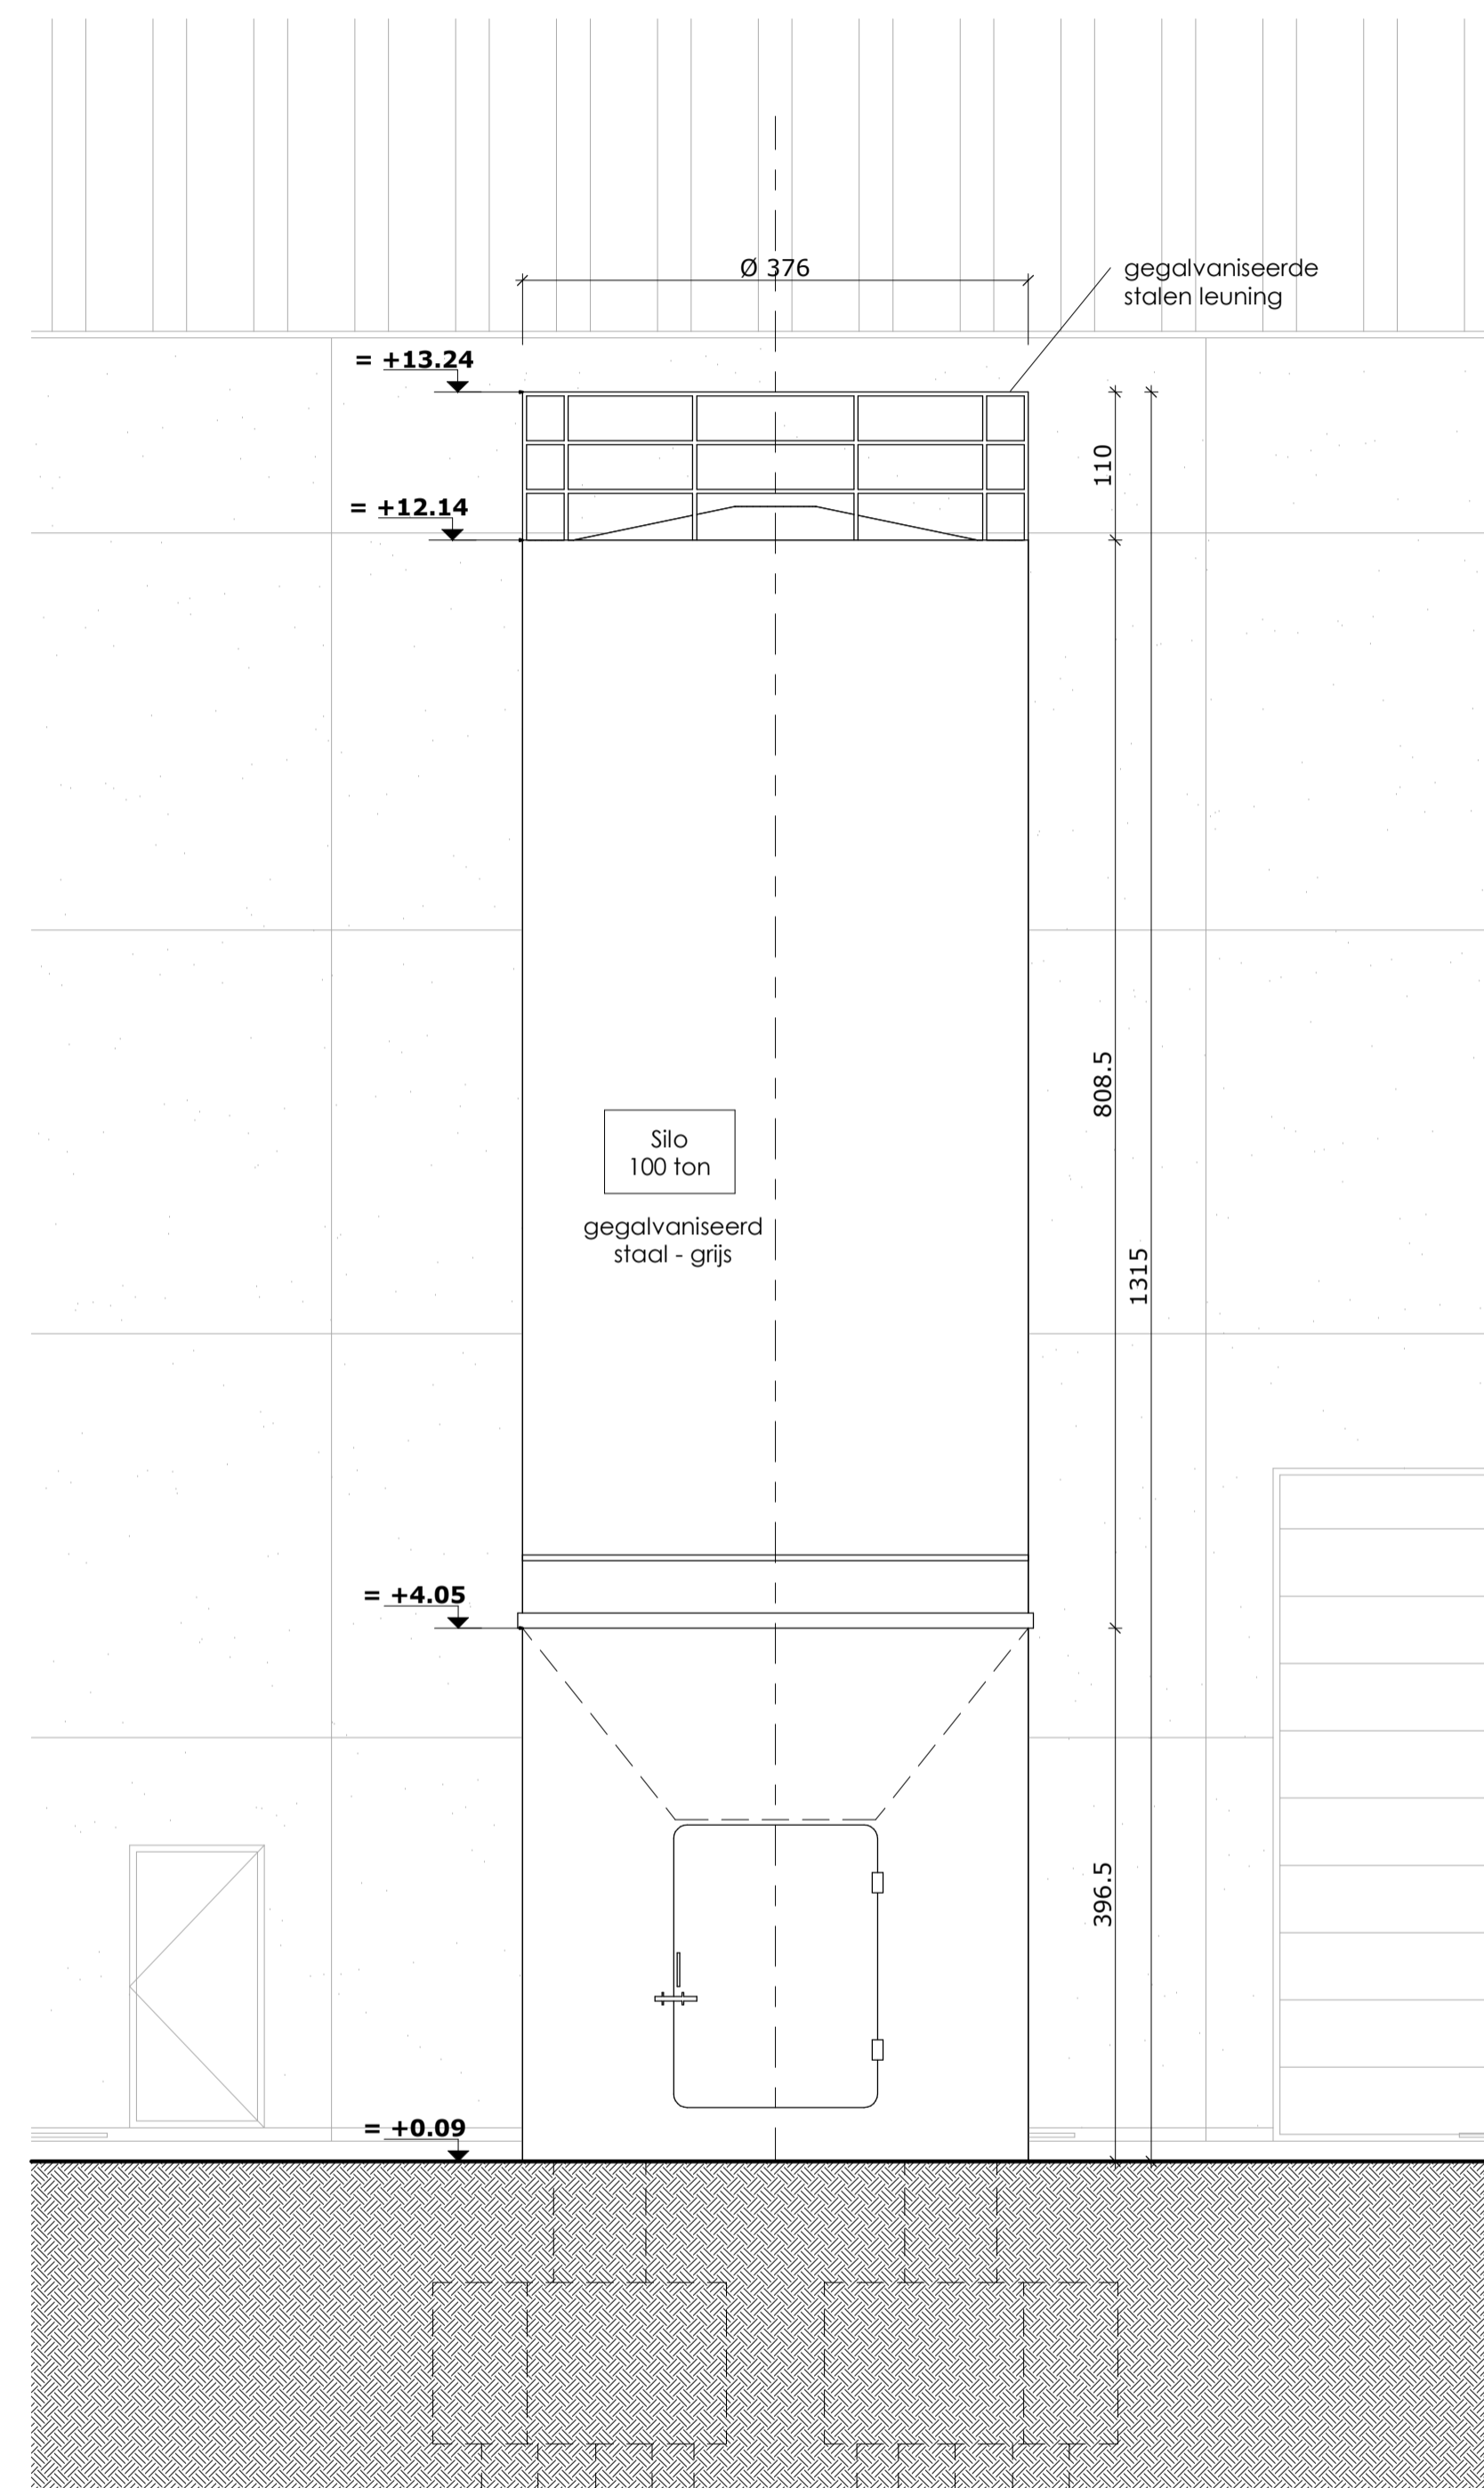 Ø 376
gegalvaniseerde
stalen leuning
= +13.24
110
= +12.14
808.5
Silo
100 ton
gegalvaniseerd
staal - grijs
1315
= +4.05
396.5
= +0.09